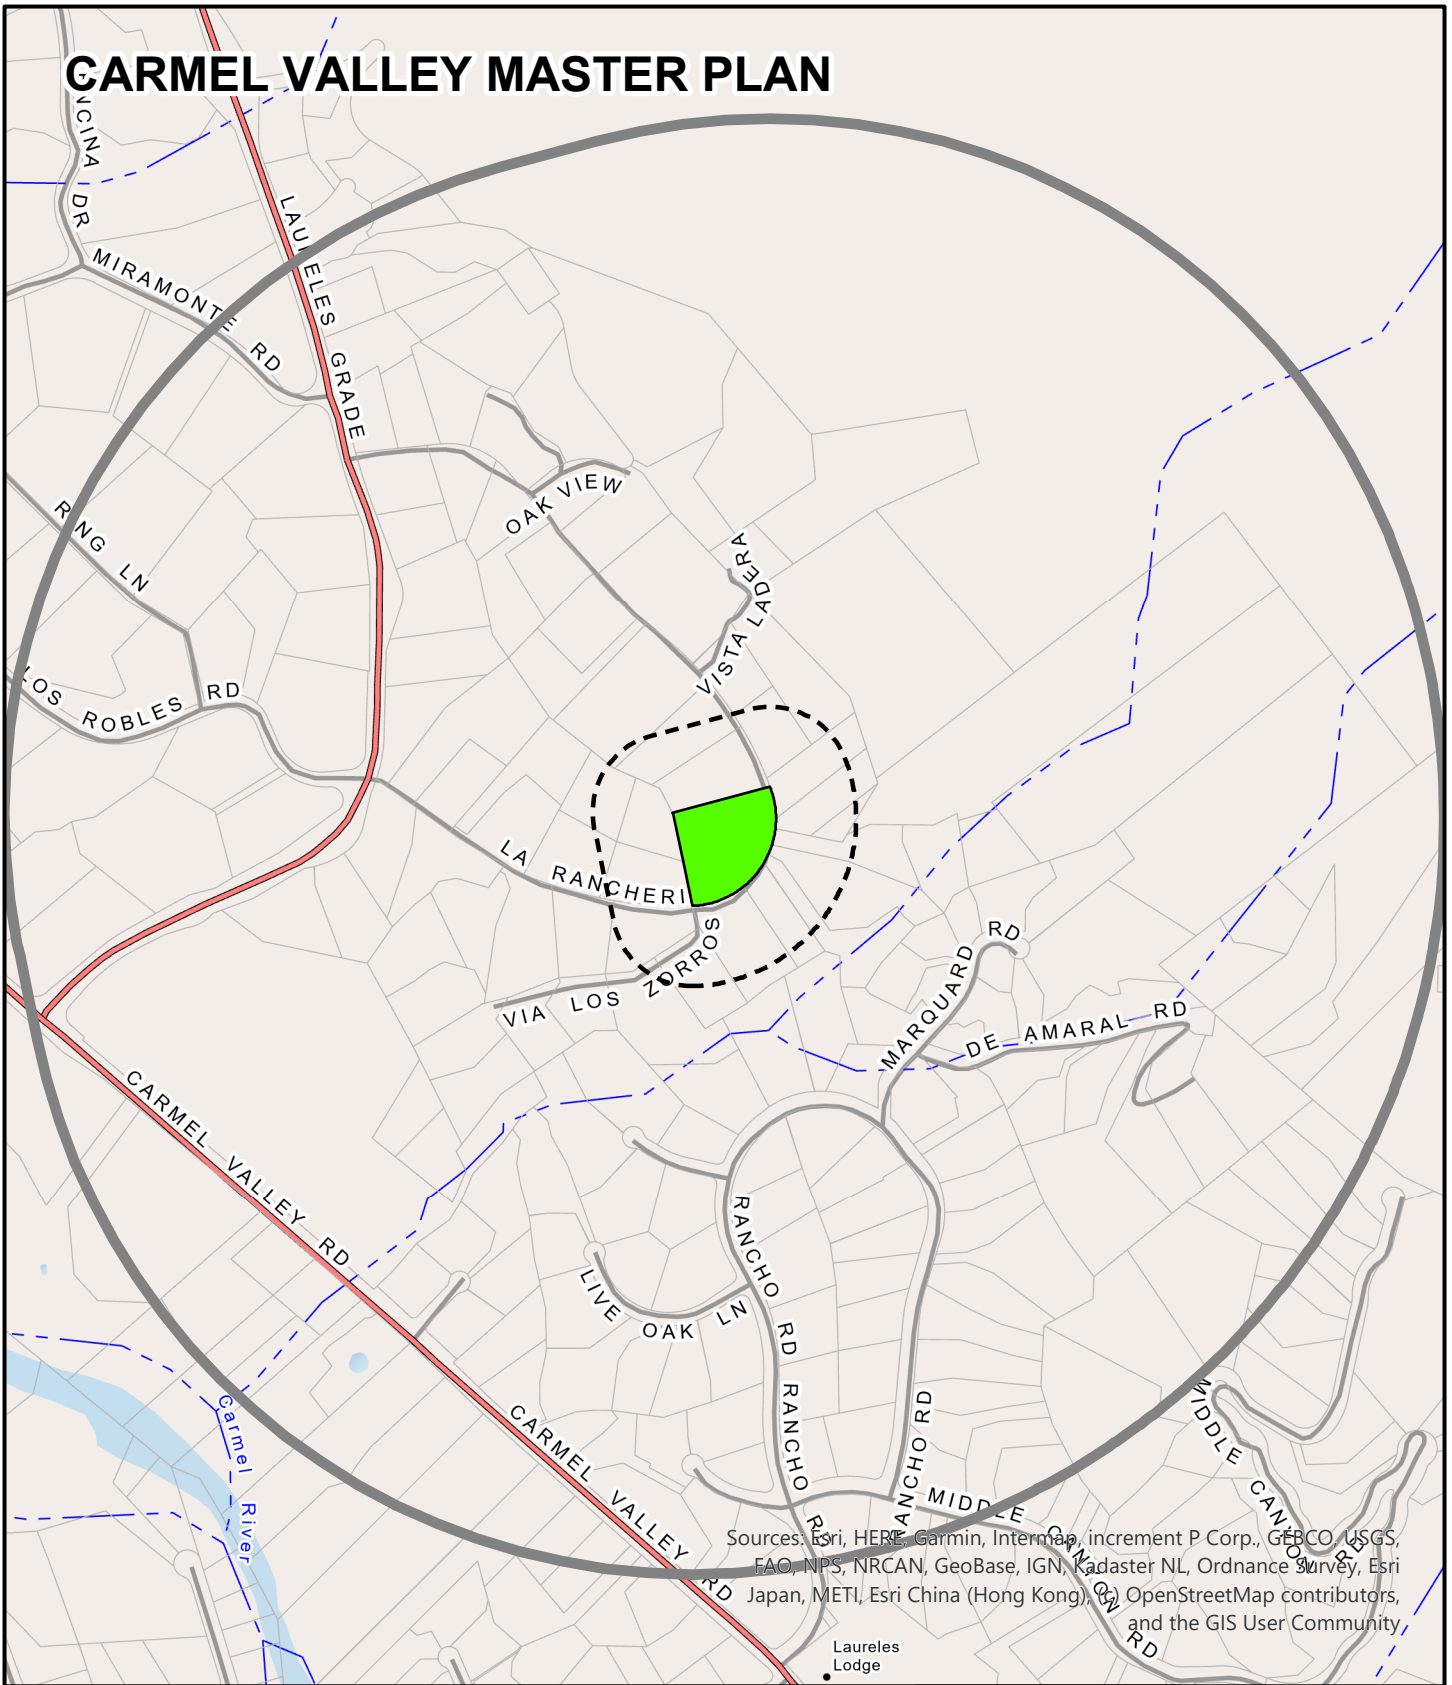 CARMEL VALLEY MASTER PLAN
DR
MIRAMONTE RD
LAURELES GRADE
OAK VIEW
LN
VISTA LADERA
LOS ROBLES RD
LA RANCHERI
VIA LOS ZORROS
MARQUARD RD
DE AMARAL RD
CARMEL VALLEY RD
RANCHO RD
LIVE OAK LN
RANCHO RD
RANCHO RD
CARMEL VALLEY RD
MIDDLE CANYON RD
MIDDLE CANYON RD
Carmel River
Sources: Esri, HERE, Garmin, Intermap, increment P Corp., GEBCO, USGS,
FAO, NPS, NRCAN, GeoBase, IGN, Kadaster NL, Ordnance Survey, Esri
Japan, METI, Esri China (Hong Kong), (c) OpenStreetMap contributors,
and the GIS User Community
Laureles
Lodge